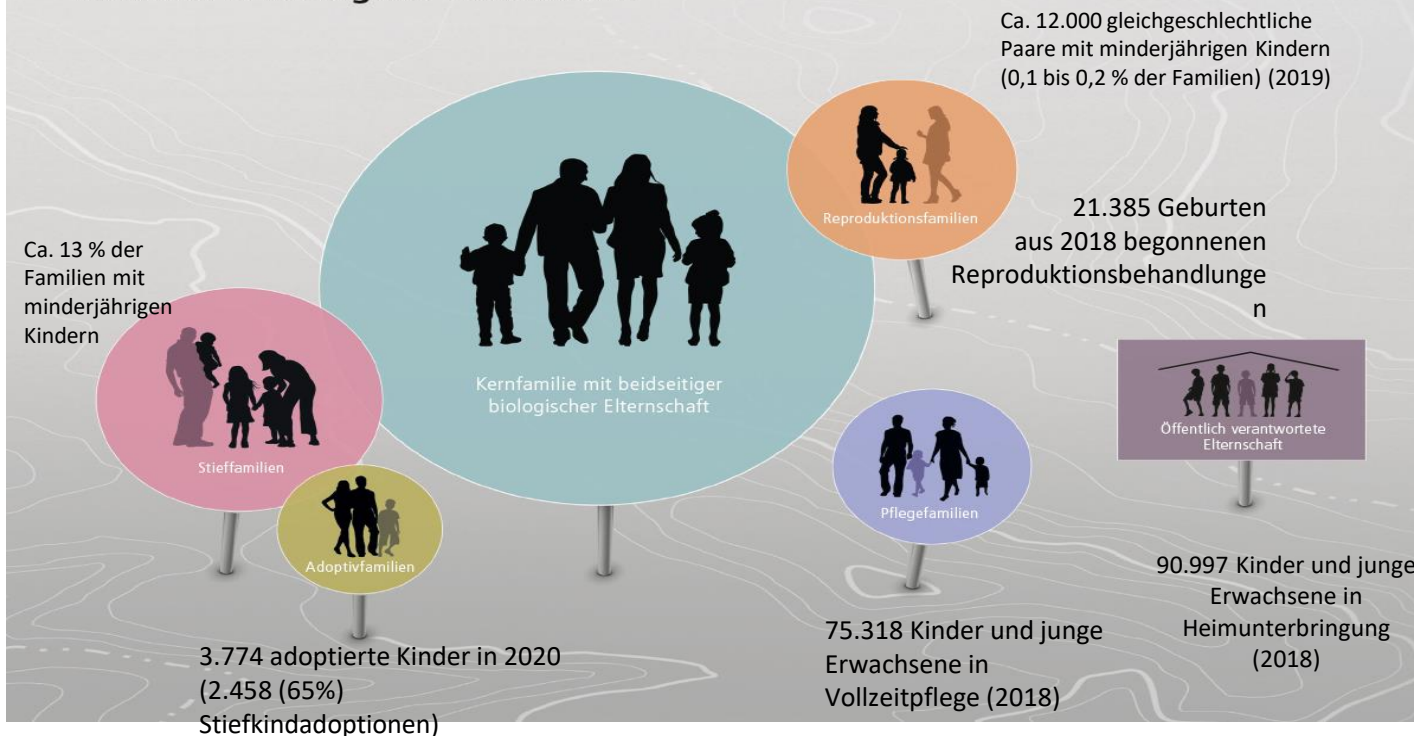 Ca. 12.000 gleichgeschlechtliche
Paare mit minderjährigen Kindern
(0,1 bis 0,2 % der Familien) (2019)
Reproduktionsfamilien
21.385 Geburten
aus 2018 begonnenen
Reproduktionsbehandlunge
n
Ca. 13 % der
Familien mit
minderjährigen
Kindern
Kernfamilie mit beidseitiger
biologischer Elternschaft
Stieffamilien
Adoptivfamilien
Pflegefamilien
Öffentlich verantwortete
Elternschaft
3.774 adoptierte Kinder in 2020
(2.458 (65%)
Stiefkindadoptionen)
75.318 Kinder und junge
Erwachsene in
Vollzeitpflege (2018)
90.997 Kinder und junge
Erwachsene in
Heimunterbringung
(2018)